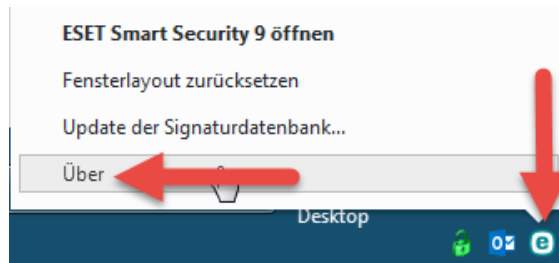 ESET Smart Security 9 öffnen
Fensterlayout zurücksetzen
Update der Signaturdatenbank...
Über
Desktop